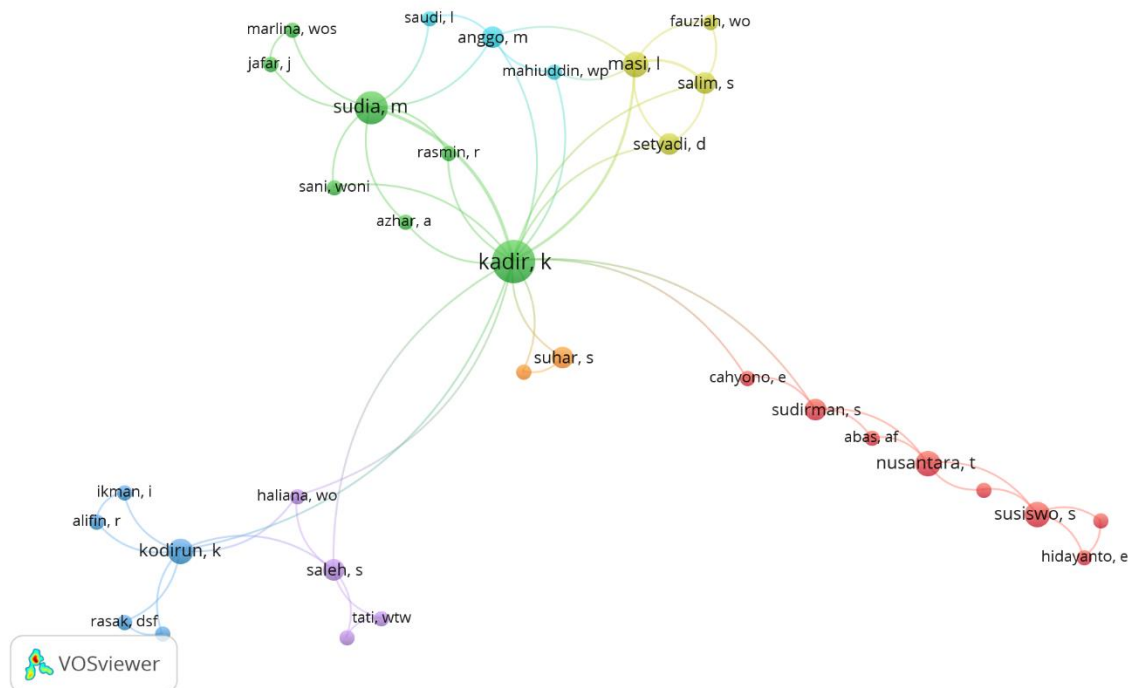 saudi, l
fauziah, wo
marlina, wos
anggo, m
jafar, j
masi, l
mahiuddin, wp
salim, s
sudia, m
setyadi, d
rasmin, r
sani, woni
azhar, a
kadir, k
suhar, s
cahyono, e
sudirman, s
abas, af
nusantara, t
ikman, i
haliana, wo
susiswo, s
alifin, r
kodirun, k
hidayanto, e
saleh, s
rasak, dsf
tati, wtw
VOSviewer